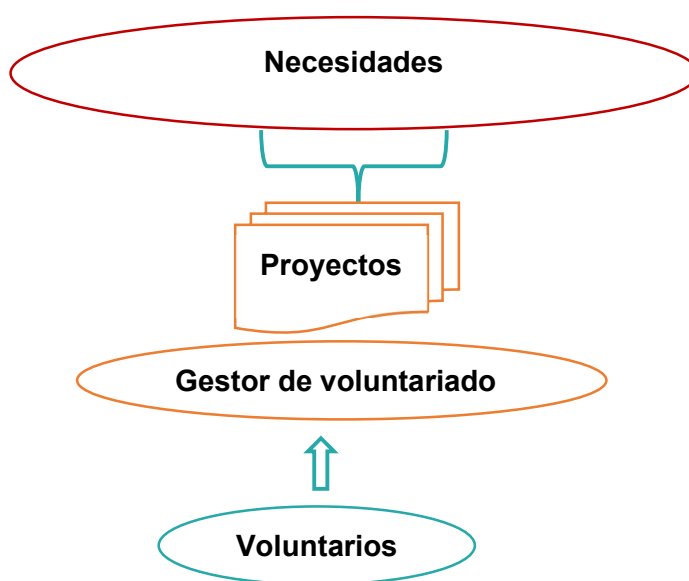 Necesidades
Proyectos
Gestor de voluntariado
Voluntarios